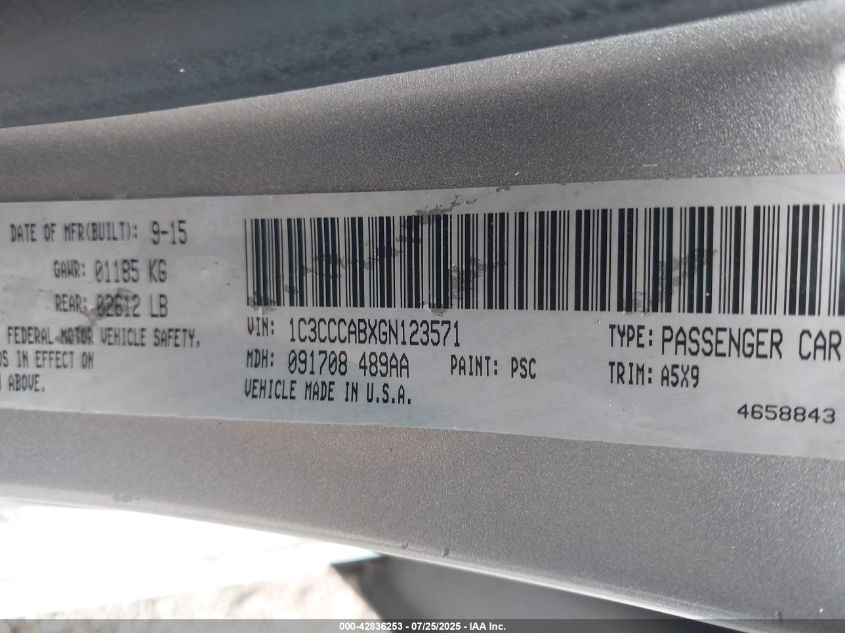 DATE OF MFR(BUILT): 9-15
GAWR: 01185 KG
REAR: 02612 LB
FEDERAL MOTOR VEHICLE SAFETY,
DS IN EFFECT ON
ABOVE.
VIN: 1C3CCCABXGN123571
MDH: 091708 489AA PAINT: PSC
VEHICLE MADE IN U.S.A.
TYPE: PASSENGER CAR
TRIM: A5X9
4658843
000-42836253 - 07/25/2025 - IAA Inc.